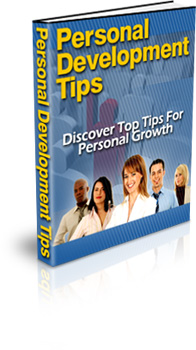 Personal
Development
Tips
Discover Top Tips For
Personal Growth
Personal Development Tips